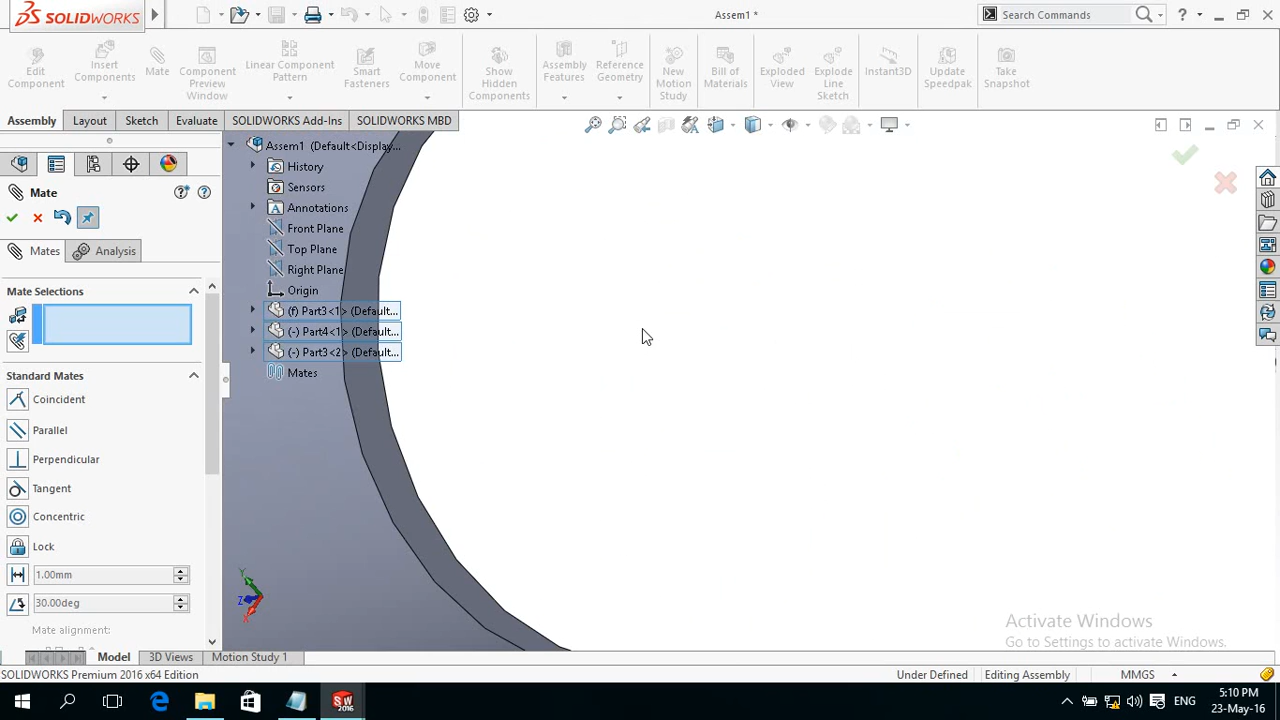 SOLIDWORKS
Assem1 *
Search Commands
Edit Component
Insert Components
Mate
Component Preview Window
Linear Component Pattern
Smart Fasteners
Move Component
Show Hidden Components
Assembly Features
Reference Geometry
New Motion Study
Bill of Materials
Exploded View
Explode Line Sketch
Instant3D
Update Speedpak
Take Snapshot
Assembly
Layout
Sketch
Evaluate
SOLIDWORKS Add-Ins
SOLIDWORKS MBD
Assem1 (Default<Display...
History
Sensors
Annotations
Front Plane
Top Plane
Right Plane
Origin
(f) Part3<1> (Default...
(-) Part4<1> (Default...
(-) Part3<2> (Default...
Mates
Mate
Mates
Analysis
Mate Selections
Standard Mates
Coincident
Parallel
Perpendicular
Tangent
Concentric
Lock
1.00mm
30.00deg
Mate alignment:
Y
Z
X
Activate Windows
Go to Settings to activate Windows.
Model
3D Views
Motion Study 1
SOLIDWORKS Premium 2016 x64 Edition
Under Defined
Editing Assembly
MMGS
SW
2016
ENG
5:10 PM
23-May-16